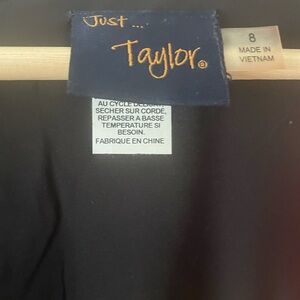 Just ...
Taylor®
8
MADE IN
VIETNAM
AU CYCLE DELICAT
SECHER SUR CORDE,
REPASSER A BASSE
TEMPERATURE SI
BESOIN.
FABRIQUE EN CHINE